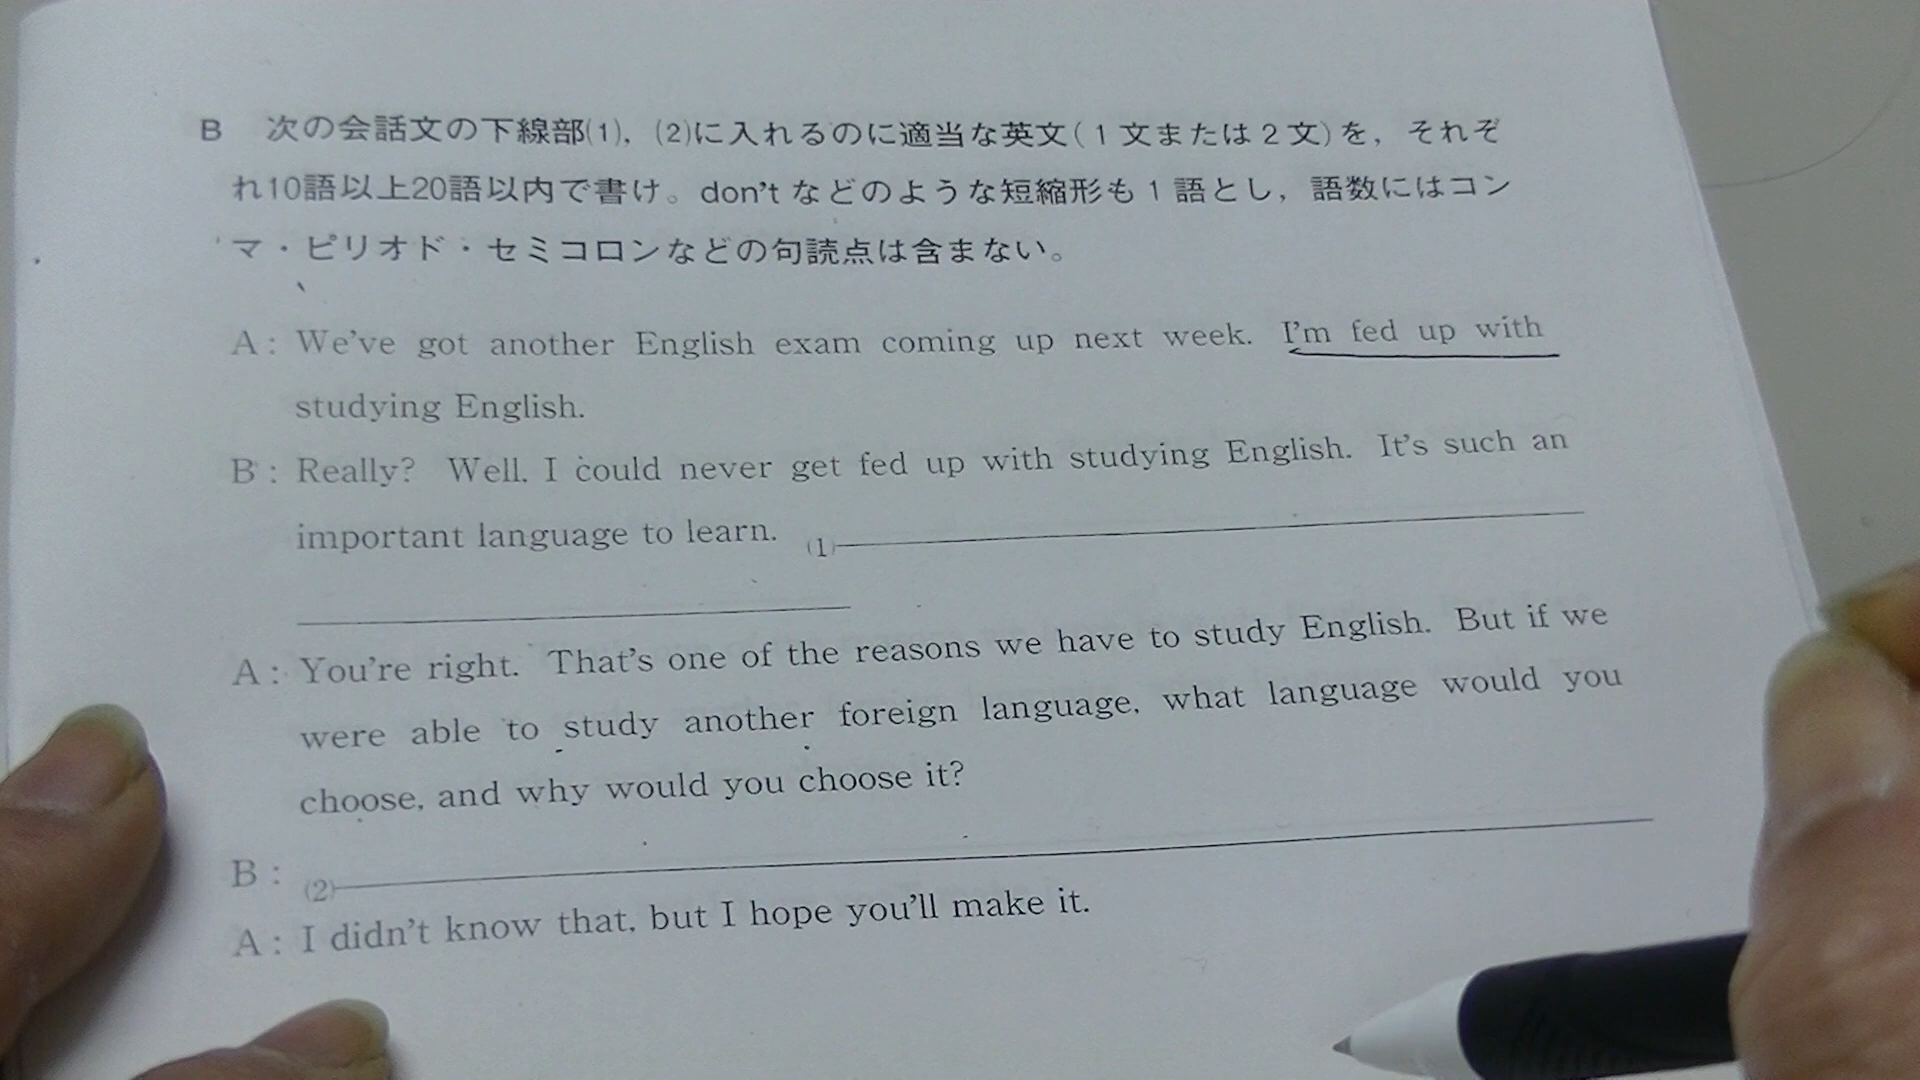 B 次の会話文の下線部(1),(2)に入れるのに適当な英文(1文または2文)を,それぞ
れ10語以上20語以内で書け。don'tなどのような短縮形も1語とし,語数にはコン
マ・ピリオド・セミコロンなどの句読点は含まない。
A: We've got another English exam coming up next week. I'm fed up with
studying English.
B: Really? Well, I could never get fed up with studying English. It's such an
important language to learn. (1)
A: You're right. That's one of the reasons we have to study English. But if we
were able to study another foreign language, what language would you
choose, and why would you choose it?
B: (2)
A: I didn't know that, but I hope you'll make it.